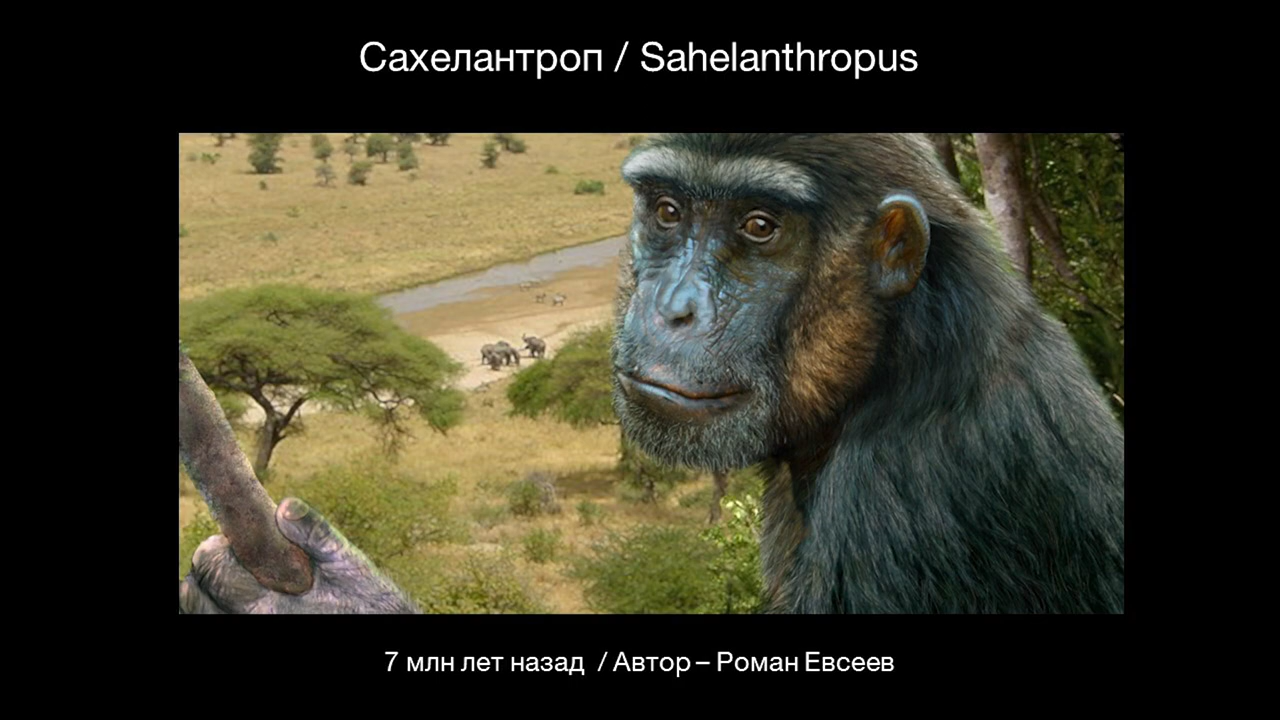 Сахелантроп / Sahelanthropus
7 млн лет назад / Автор – Роман Евсеев